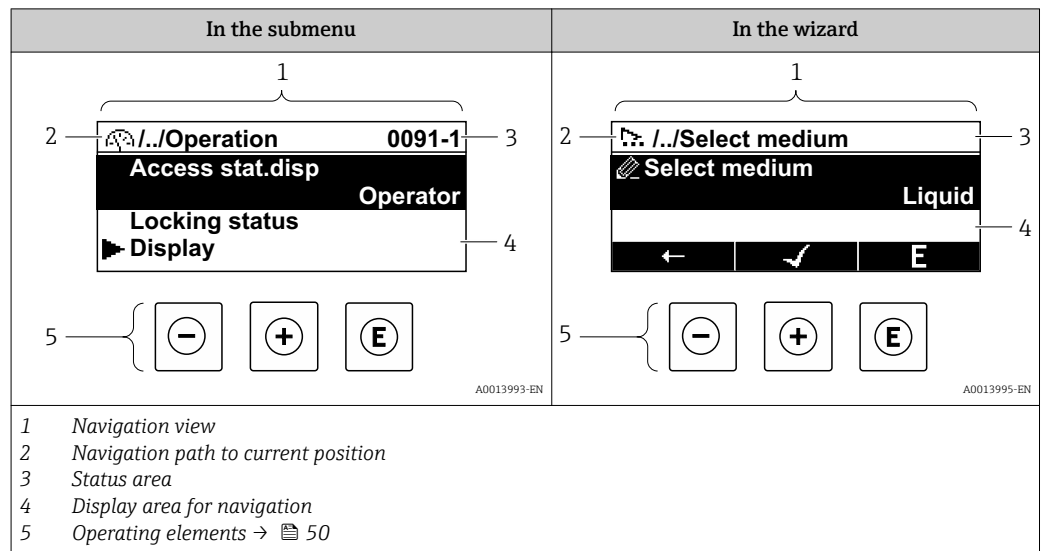 In the submenu In the wizard
1 1
2 /../Operation 0091-1 3
Access stat.disp
Operator
Locking status
Display 4
5 - + E
A0013993-EN
2 /../Select medium 3
Select medium
Liquid
4
← ✓ E
5 - + E
A0013995-EN
1 Navigation view
2 Navigation path to current position
3 Status area
4 Display area for navigation
5 Operating elements → 50